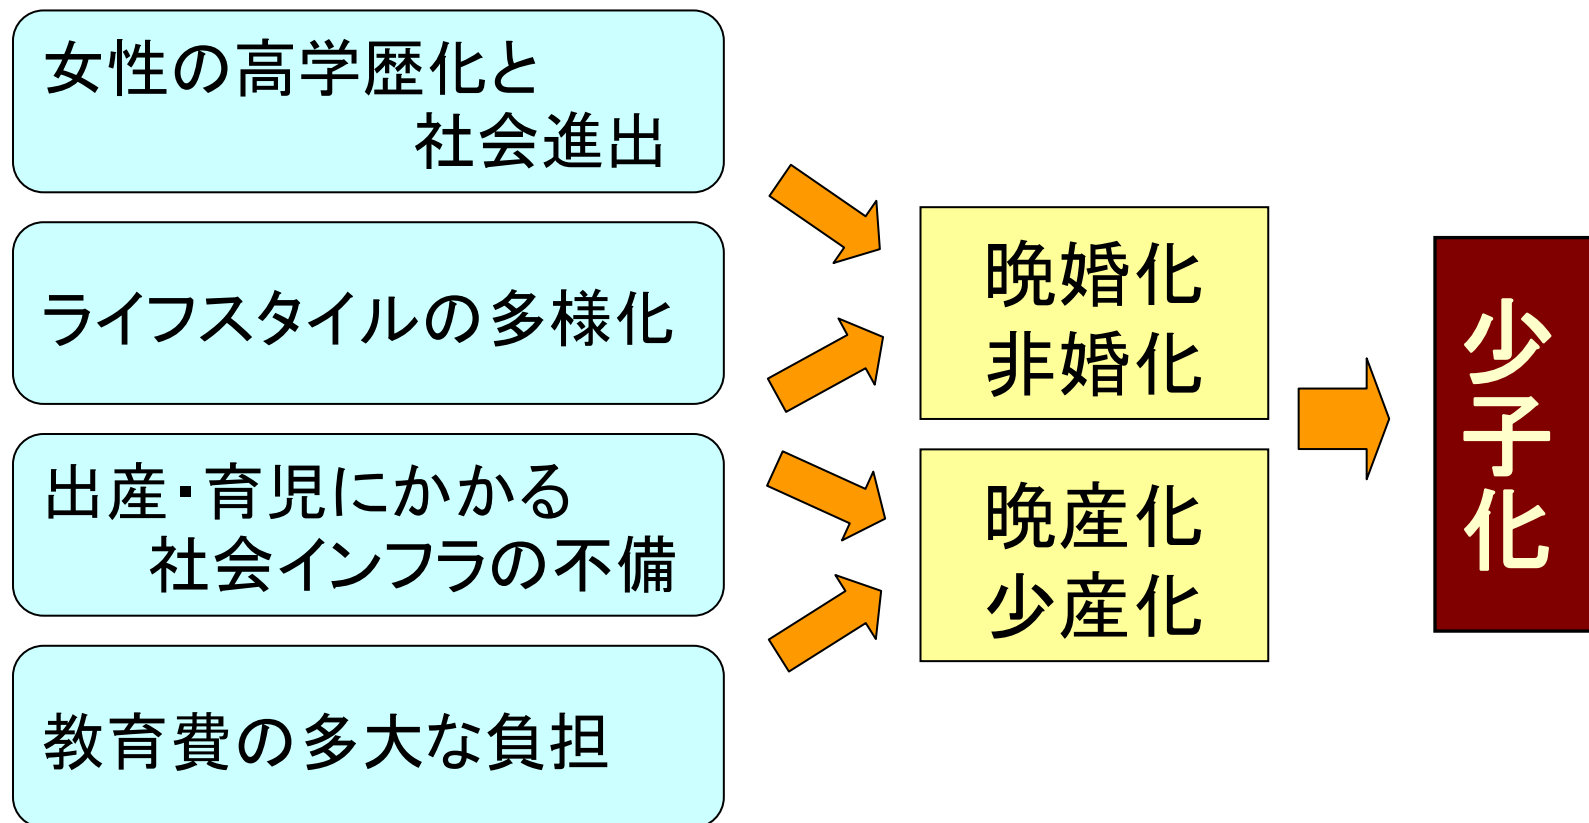 女性の高学歴化と
社会進出
ライフスタイルの多様化
出産・育児にかかる
社会インフラの不備
教育費の多大な負担
晩婚化
非婚化
晩産化
少産化
少子化